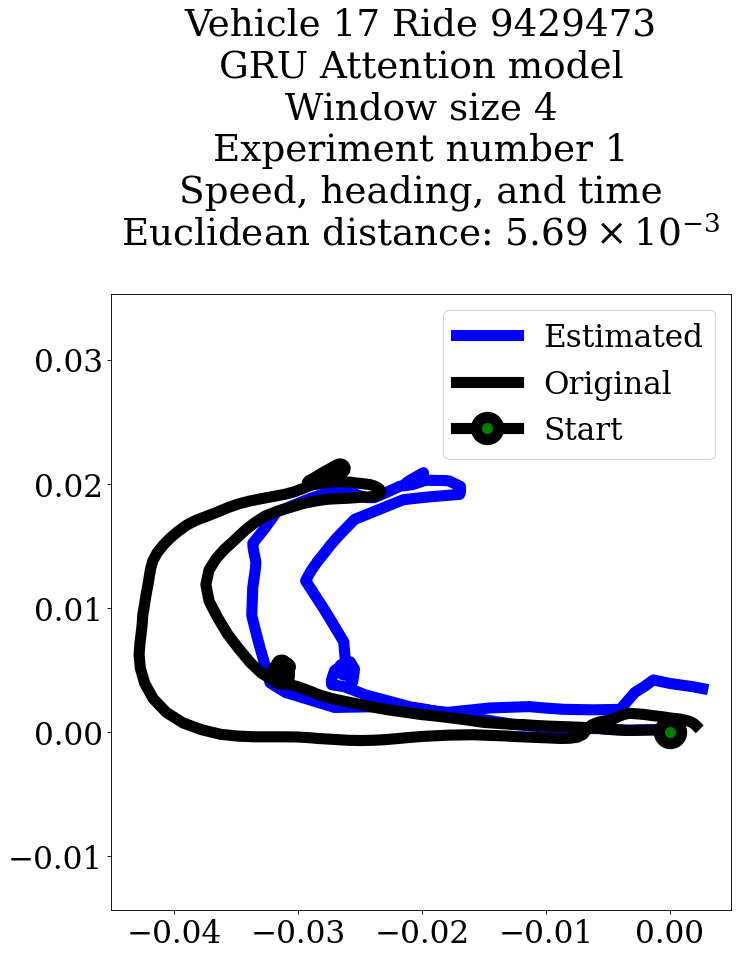 Vehicle 17 Ride 9429473
GRU Attention model
Window size 4
Experiment number 1
Speed, heading, and time
Euclidean distance: 5.69 × 10⁻³
Estimated
Original
Start
0.03
0.02
0.01
0.00
−0.01
−0.04 −0.03 −0.02 −0.01 0.00